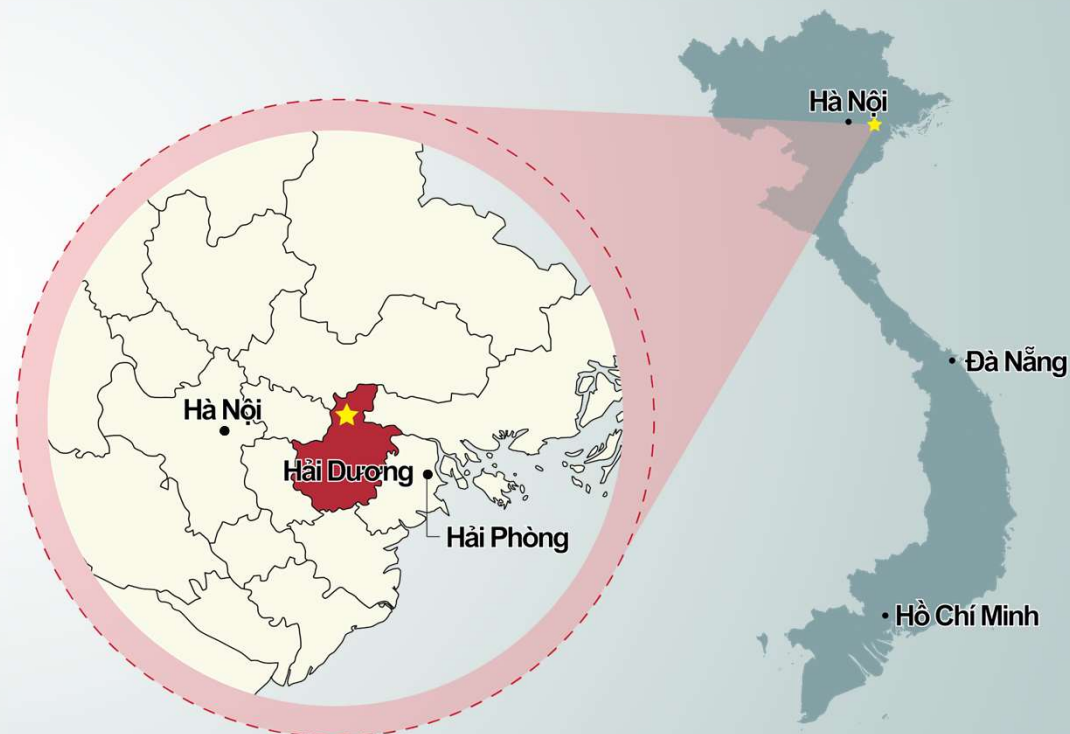 Hà Nội
Hà Nội
Hải Dương
Hải Phòng
Đà Nẵng
Hồ Chí Minh